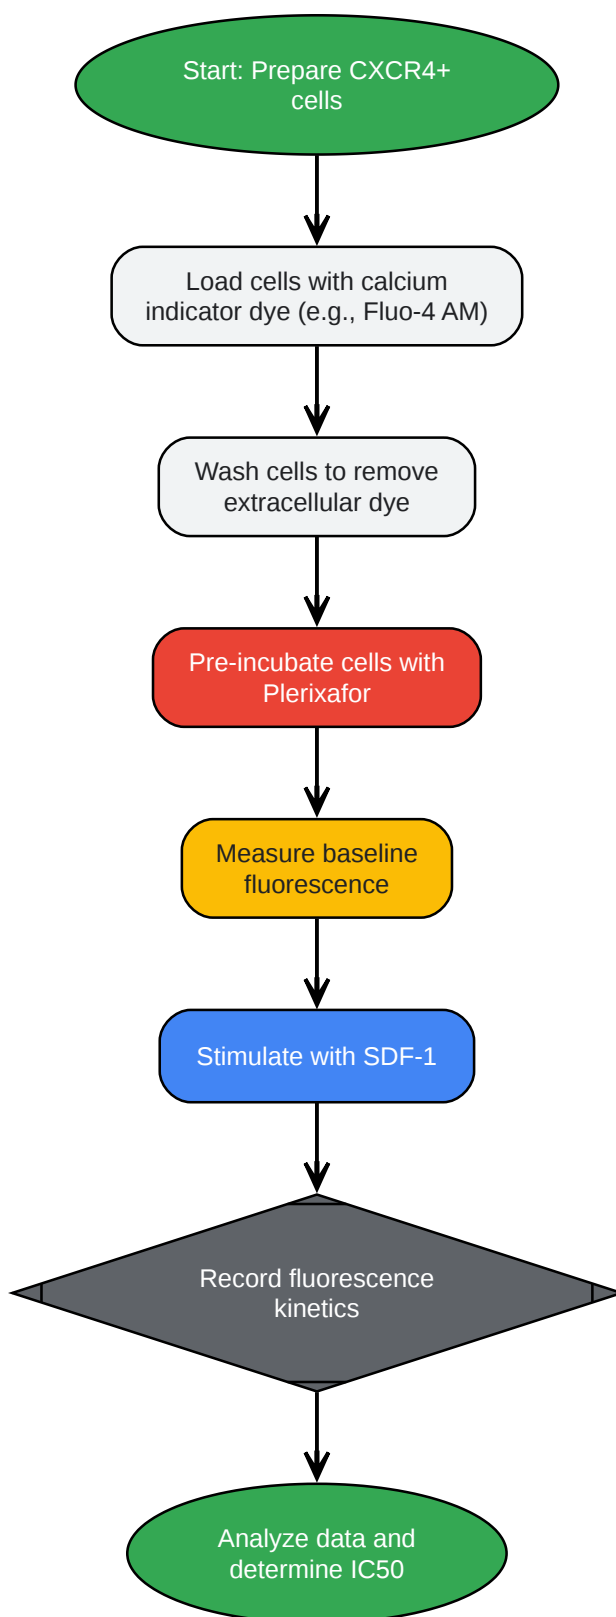 Start: Prepare CXCR4+
cells
Load cells with calcium
indicator dye (e.g., Fluo-4 AM)
Wash cells to remove
extracellular dye
Pre-incubate cells with
Plerixafor
Measure baseline
fluorescence
Stimulate with SDF-1
Record fluorescence
kinetics
Analyze data and
determine IC50